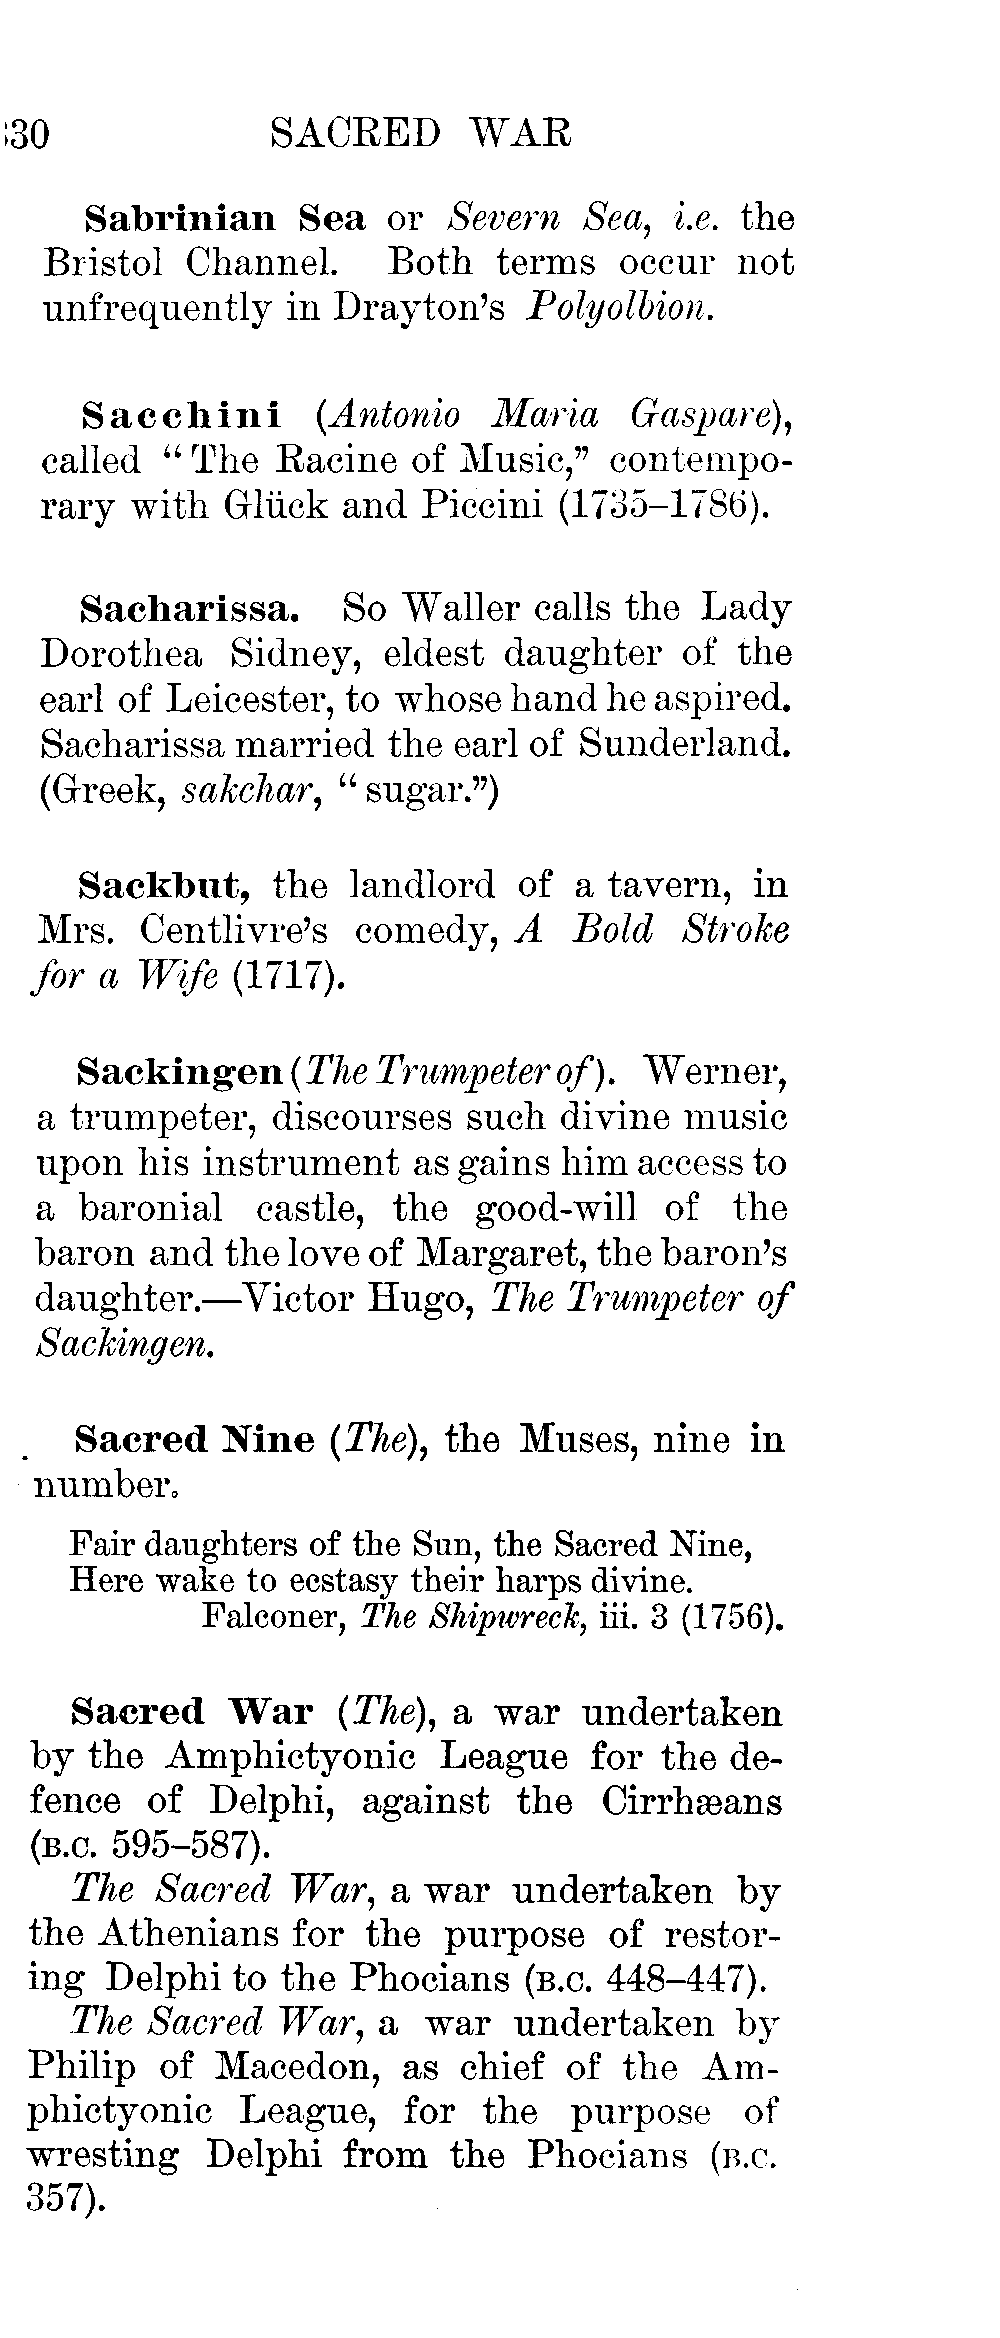 30 SACRED WAR
Sabrinian Sea or Severn Sea, i.e. the
Bristol Channel. Both terms occur not
unfrequently in Drayton's Polyolbion.
Sacchini (Antonio Maria Gaspare),
called “The Racine of Music,” contempo-
rary with Glück and Piccini (1735–1786).
Sacharissa. So Waller calls the Lady
Dorothea Sidney, eldest daughter of the
earl of Leicester, to whose hand he aspired.
Sacharissa married the earl of Sunderland.
(Greek, sakchar, “sugar.”)
Sackbut, the landlord of a tavern, in
Mrs. Centlivre's comedy, A Bold Stroke
for a Wife (1717).
Sackingen (The Trumpeter of). Werner,
a trumpeter, discourses such divine music
upon his instrument as gains him access to
a baronial castle, the good-will of the
baron and the love of Margaret, the baron's
daughter.—Victor Hugo, The Trumpeter of
Sackingen.
Sacred Nine (The), the Muses, nine in
number.
Fair daughters of the Sun, the Sacred Nine,
Here wake to ecstasy their harps divine.
Falconer, The Shipwreck, iii. 3 (1756).
Sacred War (The), a war undertaken
by the Amphictyonic League for the de-
fence of Delphi, against the Cirrhæans
(B.C. 595–587).
The Sacred War, a war undertaken by
the Athenians for the purpose of restor-
ing Delphi to the Phocians (B.C. 448–447).
The Sacred War, a war undertaken by
Philip of Macedon, as chief of the Am-
phictyonic League, for the purpose of
wresting Delphi from the Phocians (B.C.
357).